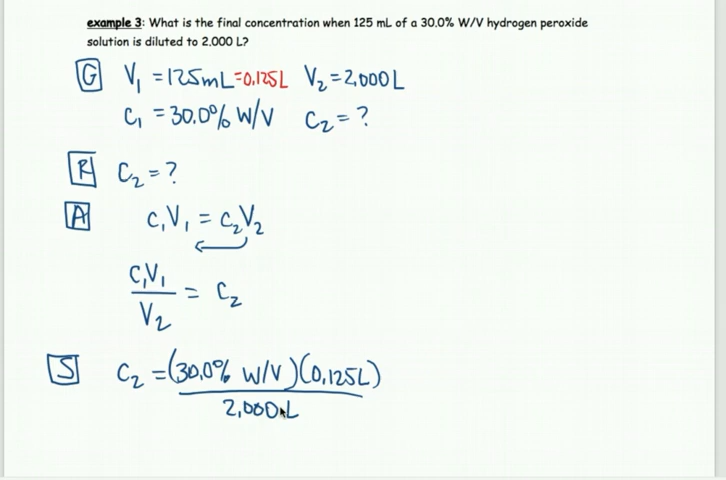 example 3: What is the final concentration when 125 mL of a 30.0% W/V hydrogen peroxide
solution is diluted to 2.000 L?
G V₁ = 125mL=0.125L V₂=2.000L
C₁ = 30.0% W/V C₂ = ?
R C₂ = ?
A C₁V₁ = C₂V₂
C₁V₁
= C₂
V₂
S C₂ = (30.0% W/V)(0.125L)
2.000L